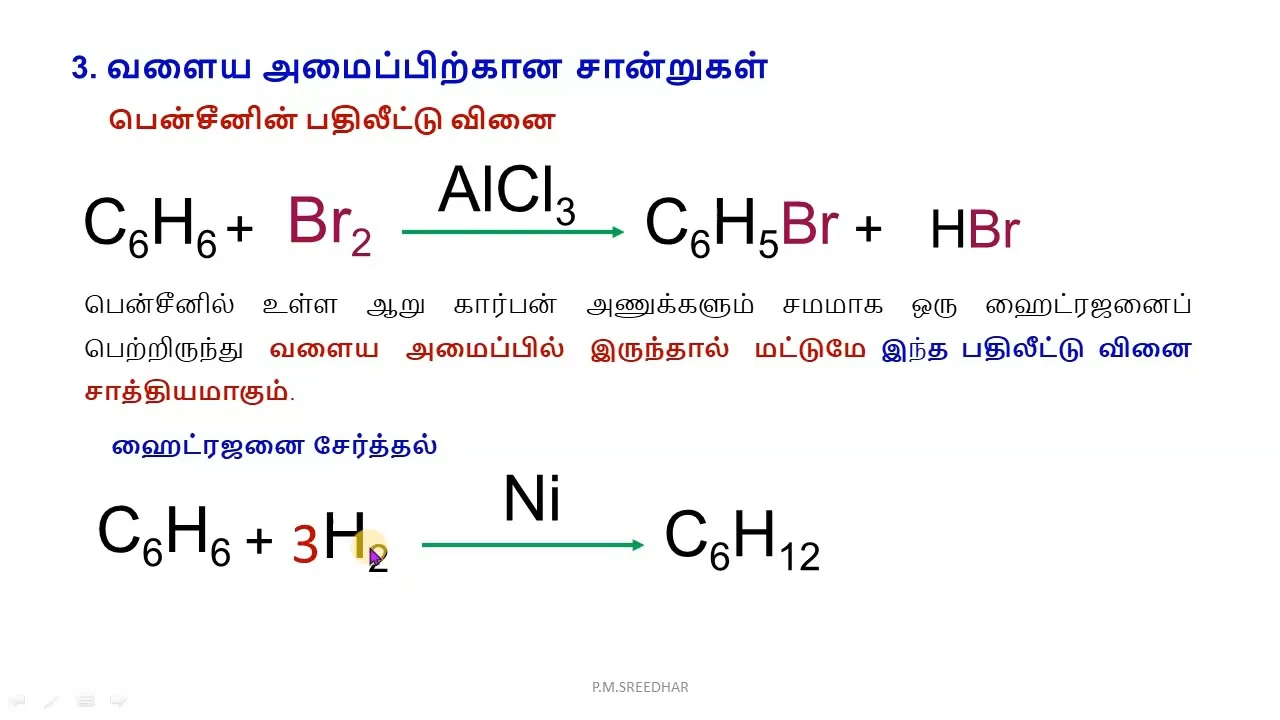 3. வளைய அமைப்பிற்கான சான்றுகள்
பென்சீனின் பதிலீட்டு வினை
C₆H₆ + Br₂ AlCl₃ → C₆H₅Br + HBr
பென்சீனில் உள்ள ஆறு கார்பன் அணுக்களும் சமமாக ஒரு ஹைட்ரஜனைப்
பெற்றிருந்து வளைய அமைப்பில் இருந்தால் மட்டுமே இந்த பதிலீட்டு வினை
சாத்தியமாகும்.
ஹைட்ரஜனை சேர்த்தல்
C₆H₆ + 3H₂ Ni → C₆H₁₂
P.M.SREEDHAR